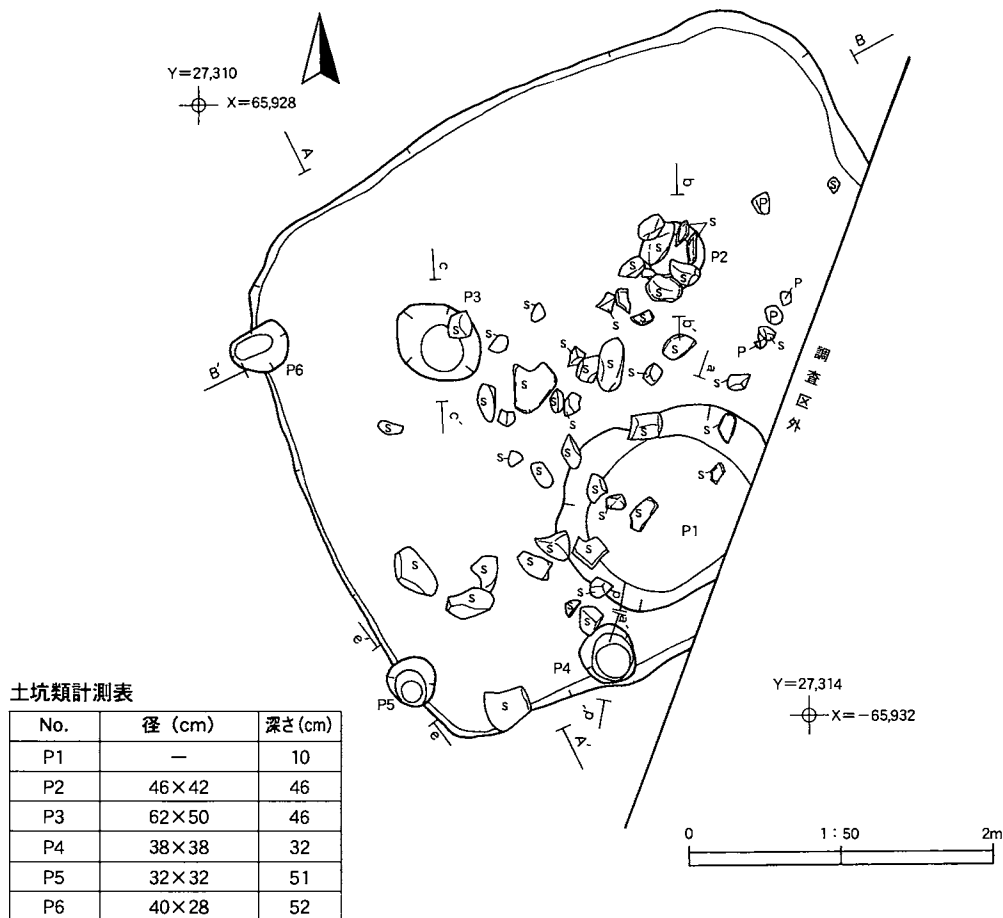 B
Y=27,310
X=65,928
A
b
S
P
S
S
S
P2
S
S
c
P3
P
P
S
S
S
S
b'
S
P
S
調査区外
B'
P6
S
S
S
S
a
S
S
S
S
S
c'
S
S
S
S
S
S
S
S
S
S
P1
S
S
S
S
S
S
S
d
a'
S
S
e'
P4
土坑類計測表
P5
S
e
d'
A'
Y=27,314
X=-65,932
No. 径(cm) 深さ(cm)
P1 — 10
P2 46×42 46
P3 62×50 46
P4 38×38 32
P5 32×32 51
P6 40×28 52
0 1:50 2m